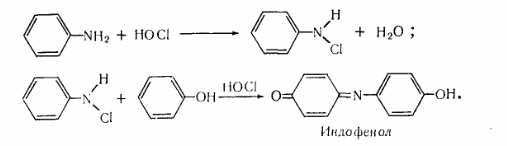 NH₂ + HOCl → N H Cl + H₂O;
N H Cl + OH HOCl → O= =N- -OH.
Индофенол